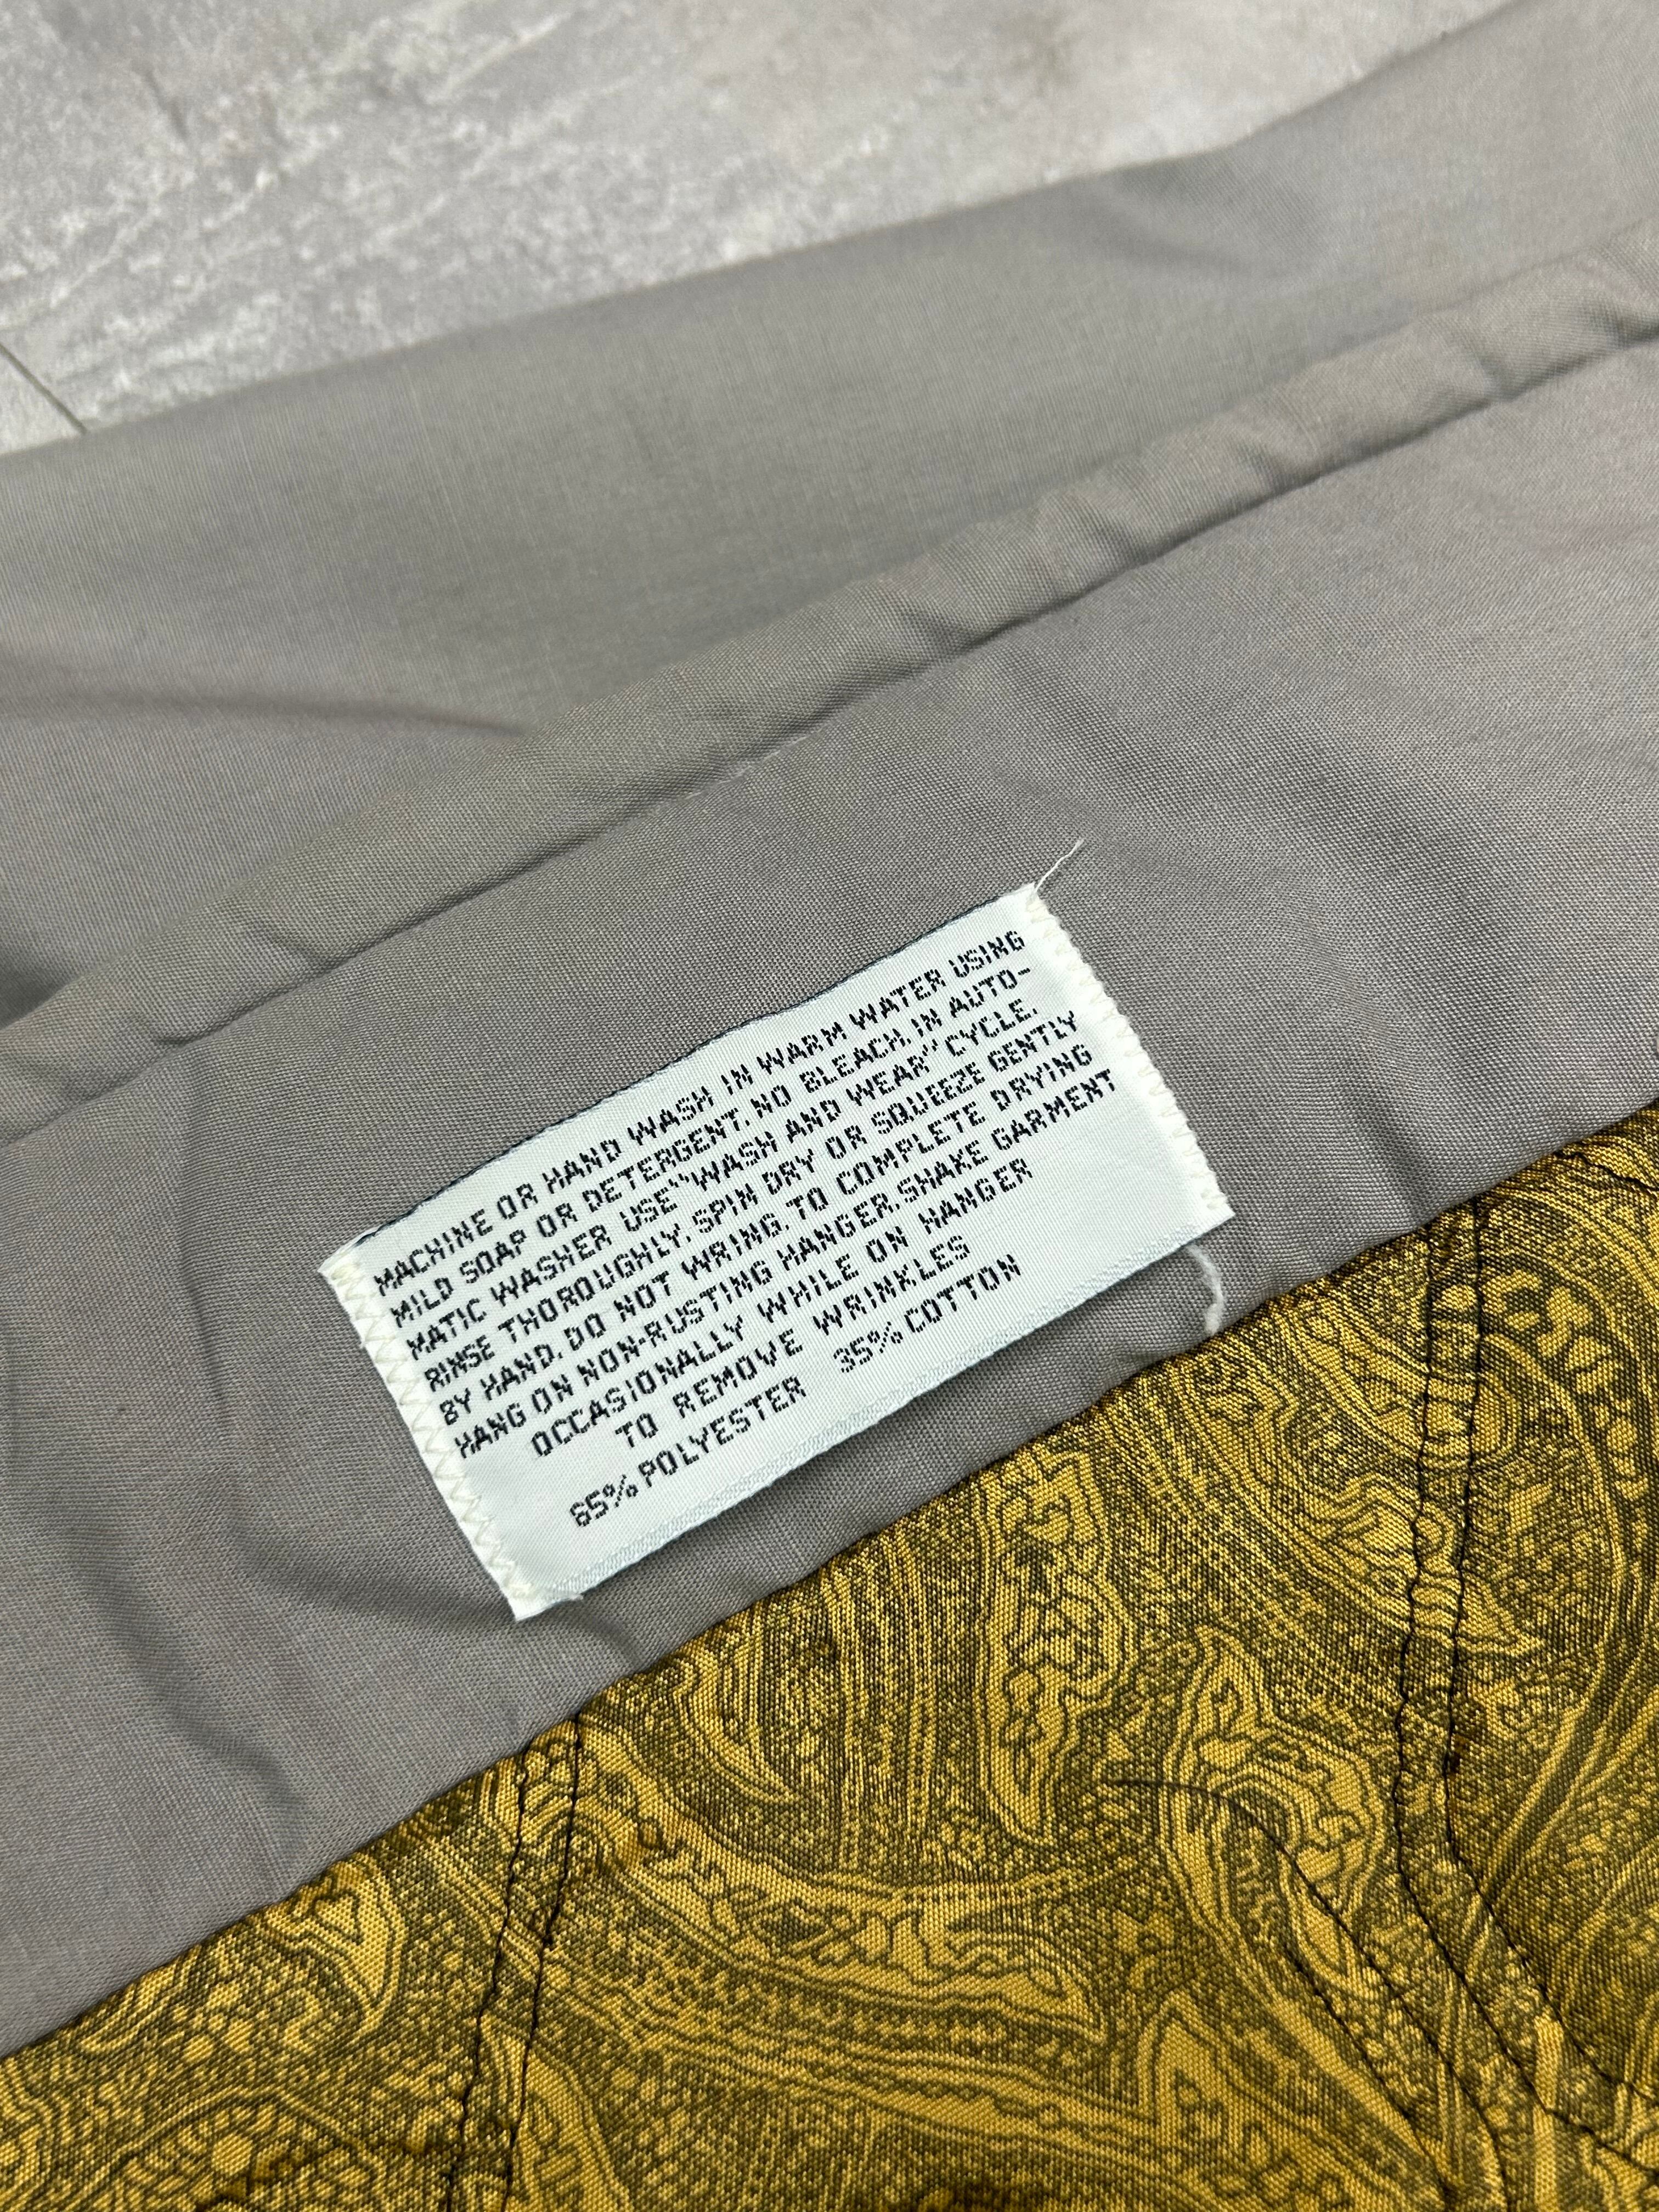 MACHINE OR HAND WASH IN WARM WATER USING
MILD SOAP OR DETERGENT. NO BLEACH. IN AUTO-
MATIC WASHER USE "WASH AND WEAR" CYCLE.
RINSE THOROUGHLY. SPIN DRY OR SQUEEZE GENTLY
BY HAND. DO NOT WRING. TO COMPLETE DRYING
HANG ON NON-RUSTING HANGER. SHAKE GARMENT
OCCASIONALLY WHILE ON HANGER
TO REMOVE WRINKLES
65% POLYESTER 35% COTTON